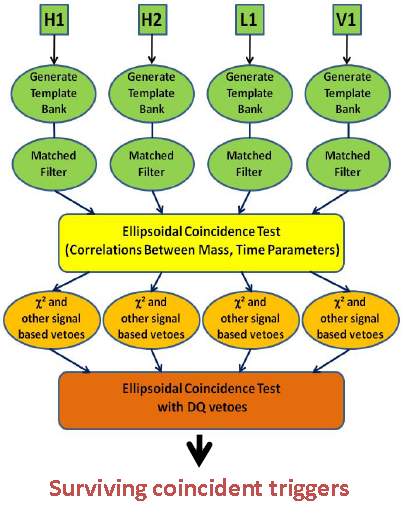 H1 H2 L1 V1
Generate Generate Generate Generate
Template Template Template Template
Bank Bank Bank Bank
Matched Matched Matched Matched
Filter Filter Filter Filter
Ellipsoidal Coincidence Test
(Correlations Between Mass, Time Parameters)
χ² and χ² and χ² and χ² and
other signal other signal other signal other signal
based vetoes based vetoes based vetoes based vetoes
Ellipsoidal Coincidence Test
with DQ vetoes
Surviving coincident triggers